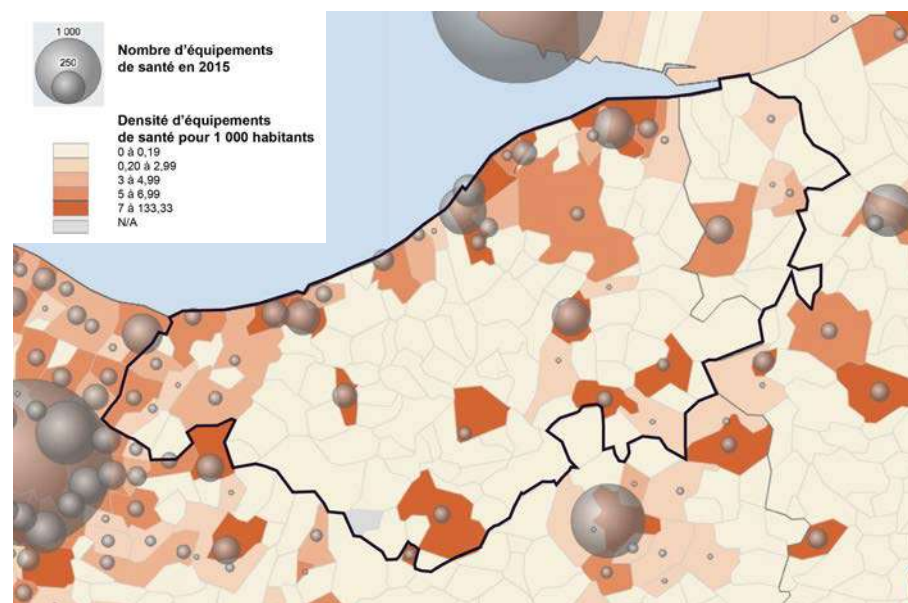 1 000
250
Nombre d'équipements
de santé en 2015
Densité d'équipements
de santé pour 1 000 habitants
0 à 0,19
0,20 à 2,99
3 à 4,99
5 à 6,99
7 à 133,33
N/A